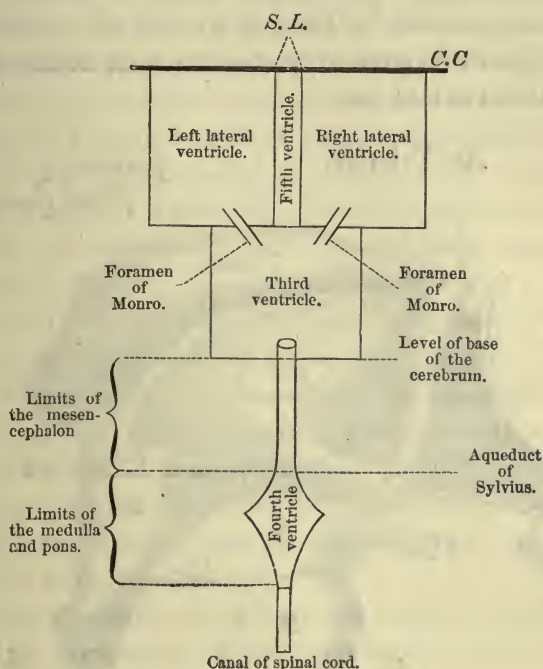 S. L.
C.C
Left lateral
ventricle.
Fifth ventricle.
Right lateral
ventricle.
Foramen
of
Monro.
Third
ventricle.
Foramen
of
Monro.
Level of base
of the
cerebrum.
Limits of
the mesen-
cephalon
Aqueduct
of
Sylvius.
Fourth
ventricle
Limits of
the medulla
and pons.
Canal of spinal cord.